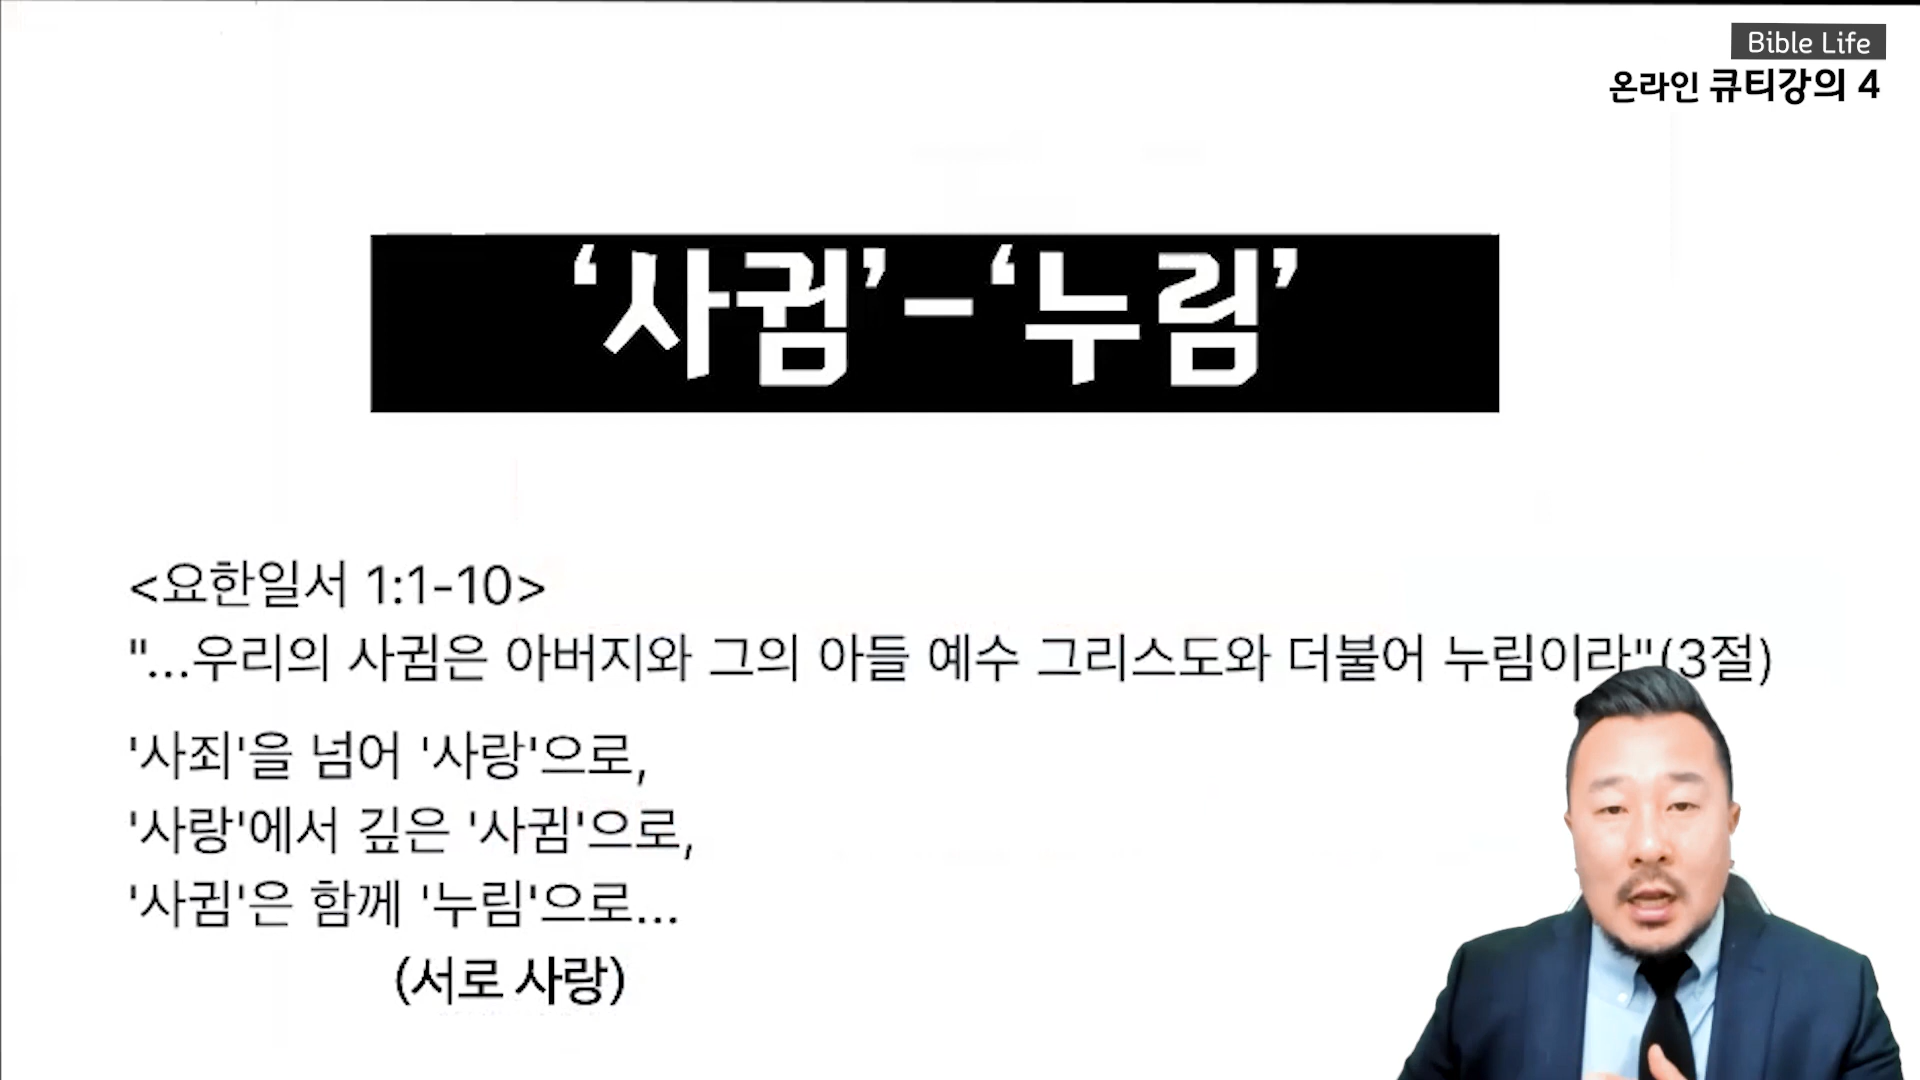 Bible Life
온라인 큐티강의 4
‘사귐’-‘누림’
<요한일서 1:1-10>
"...우리의 사귐은 아버지와 그의 아들 예수 그리스도와 더불어 누림이라"(3절)
'사죄'을 넘어 '사랑'으로,
'사랑'에서 깊은 '사귐'으로,
'사귐'은 함께 '누림'으로...
(서로 사랑)